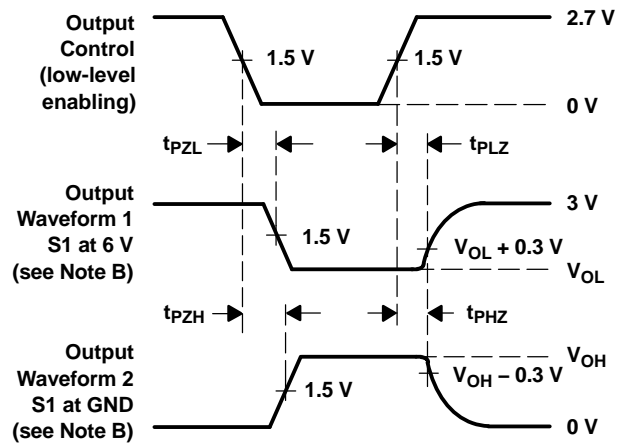 Output
Control
(low-level
enabling)
1.5 V
1.5 V
2.7 V
0 V
tPZL
tPLZ
Output
Waveform 1
S1 at 6 V
(see Note B)
1.5 V
3 V
VOL + 0.3 V
VOL
tPZH
tPHZ
Output
Waveform 2
S1 at GND
(see Note B)
1.5 V
VOH
VOH – 0.3 V
0 V